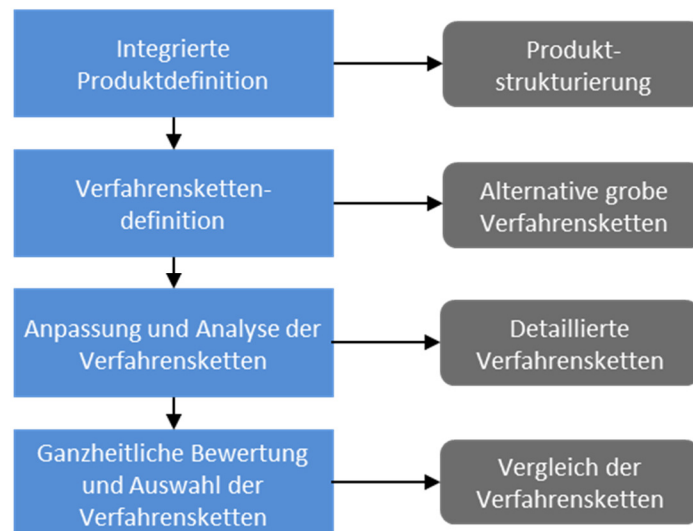 Integrierte
Produktdefinition
Produkt-
strukturierung
Verfahrensketten-
definition
Alternative grobe
Verfahrensketten
Anpassung und Analyse der
Verfahrensketten
Detaillierte
Verfahrensketten
Ganzheitliche Bewertung
und Auswahl der
Verfahrensketten
Vergleich der
Verfahrensketten